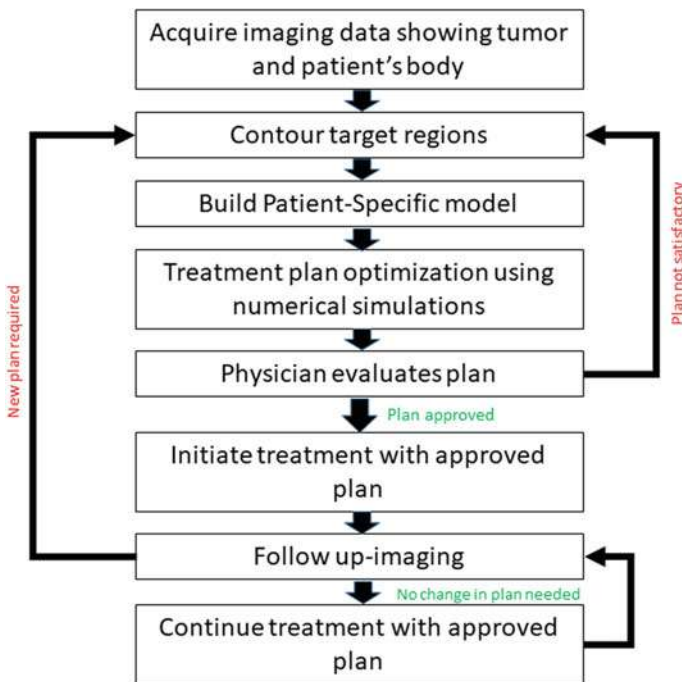 Acquire imaging data showing tumor
and patient's body
Contour target regions
Build Patient-Specific model
Treatment plan optimization using
numerical simulations
Physician evaluates plan
Plan not satisfactory
Plan approved
Initiate treatment with approved
plan
Follow up-imaging
New plan required
No change in plan needed
Continue treatment with approved
plan